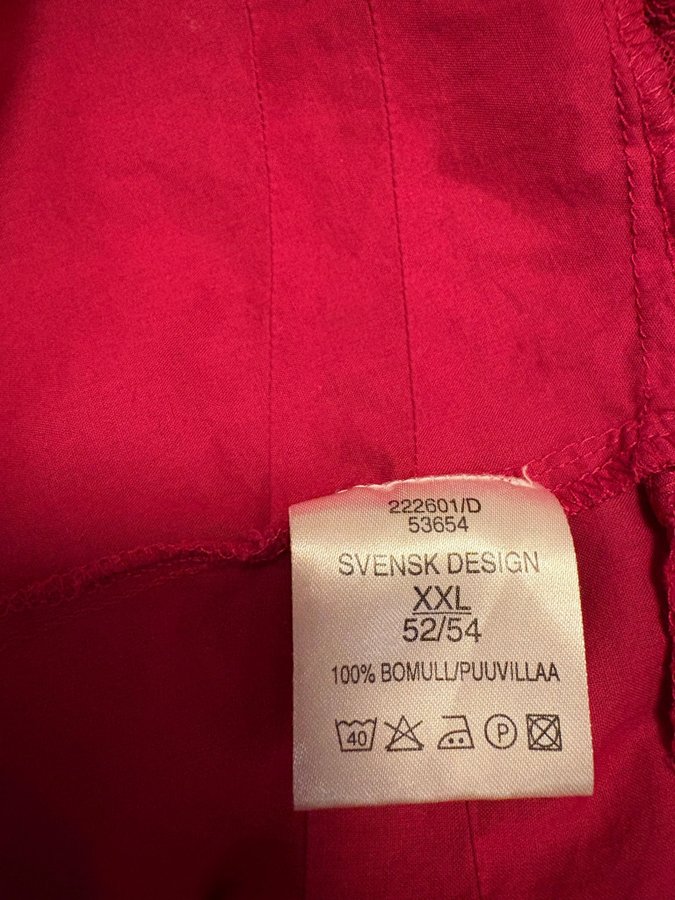 222601/D
53654
SVENSK DESIGN
XXL
52/54
100% BOMULL/PUUVILLAA
40 P